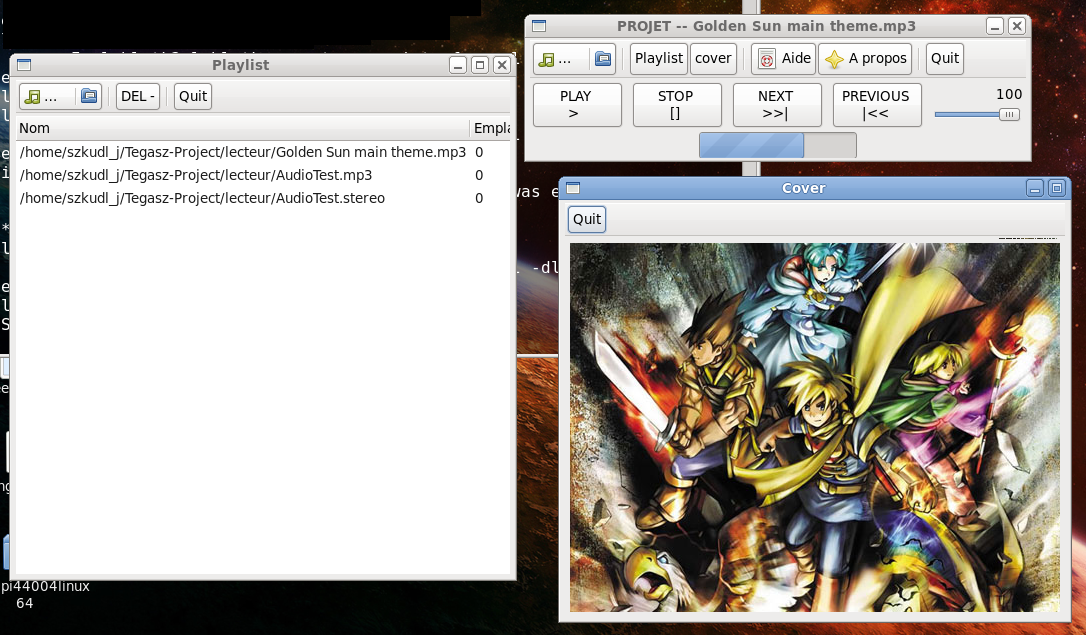 Playlist
... DEL - Quit
Nom Empla
/home/szkudl_j/Tegasz-Project/lecteur/Golden Sun main theme.mp3 0
/home/szkudl_j/Tegasz-Project/lecteur/AudioTest.mp3 0
/home/szkudl_j/Tegasz-Project/lecteur/AudioTest.stereo 0
PROJET -- Golden Sun main theme.mp3
... Playlist cover Aide A propos Quit
PLAY STOP NEXT PREVIOUS 100
> [] >>| |<<
Cover
Quit
was e
-dl
pi44004linux
64